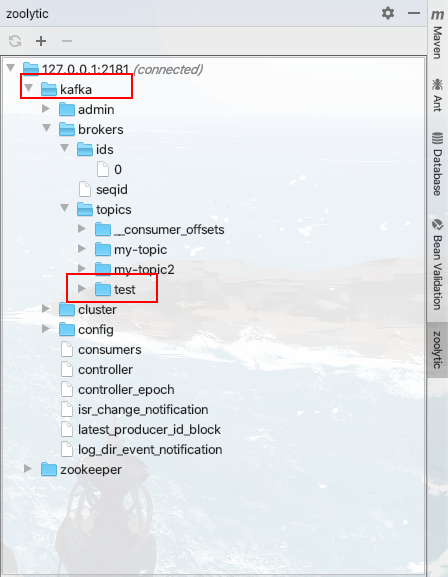 zoolytic
127.0.0.1:2181 (connected)
kafka
admin
brokers
ids
0
seqid
topics
__consumer_offsets
my-topic
my-topic2
test
cluster
config
consumers
controller
controller_epoch
isr_change_notification
latest_producer_id_block
log_dir_event_notification
zookeeper
m
Maven
Ant
Database
Bean Validation
zoolytic